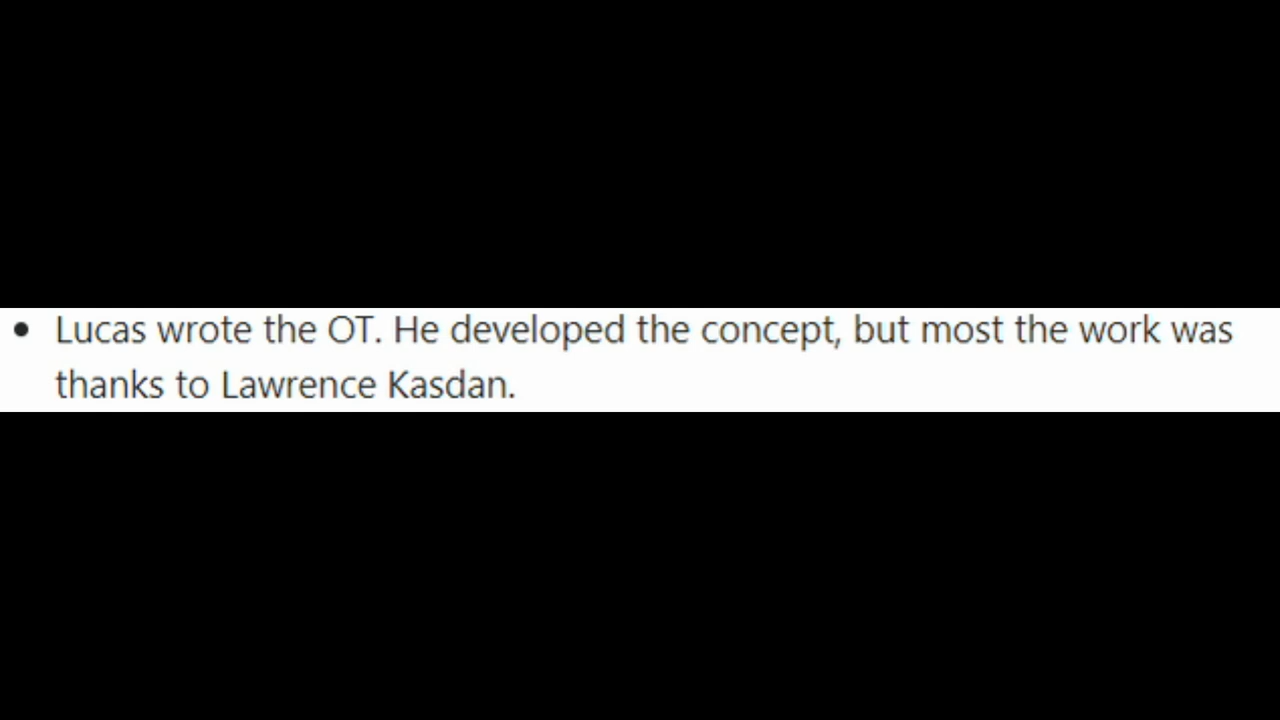 • Lucas wrote the OT. He developed the concept, but most the work was
thanks to Lawrence Kasdan.